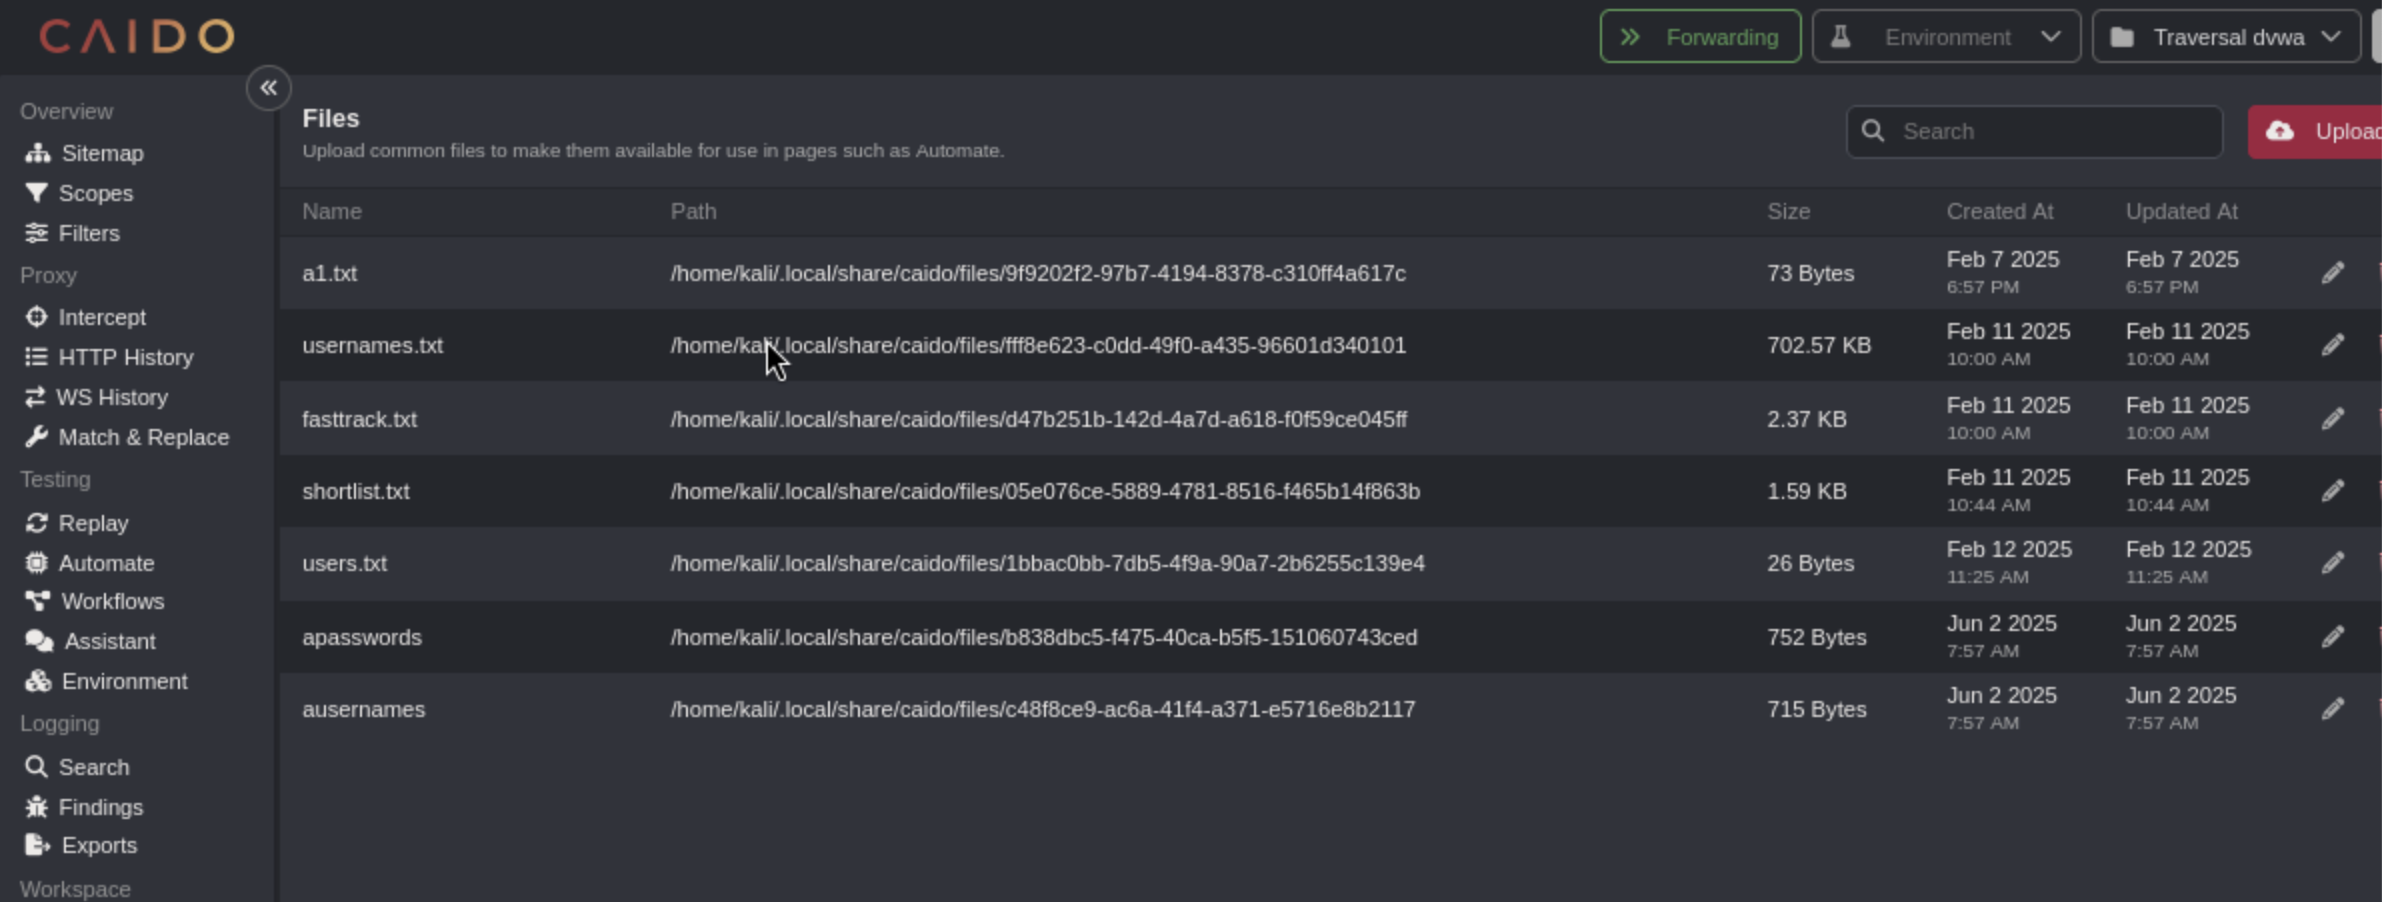 CAIDO
Forwarding
Environment
Traversal dvwa
Overview
Sitemap
Scopes
Filters
Proxy
Intercept
HTTP History
WS History
Match & Replace
Testing
Replay
Automate
Workflows
Assistant
Environment
Logging
Search
Findings
Exports
Workspace
Files
Upload common files to make them available for use in pages such as Automate.
Search
Upload
Name Path Size Created At Updated At
a1.txt /home/kali/.local/share/caido/files/9f9202f2-97b7-4194-8378-c310ff4a617c 73 Bytes Feb 7 2025 Feb 7 2025
6:57 PM 6:57 PM
usernames.txt /home/kali/.local/share/caido/files/fff8e623-c0dd-49f0-a435-96601d340101 702.57 KB Feb 11 2025 Feb 11 2025
10:00 AM 10:00 AM
fasttrack.txt /home/kali/.local/share/caido/files/d47b251b-142d-4a7d-a618-f0f59ce045ff 2.37 KB Feb 11 2025 Feb 11 2025
10:00 AM 10:00 AM
shortlist.txt /home/kali/.local/share/caido/files/05e076ce-5889-4781-8516-f465b14f863b 1.59 KB Feb 11 2025 Feb 11 2025
10:44 AM 10:44 AM
users.txt /home/kali/.local/share/caido/files/1bbac0bb-7db5-4f9a-90a7-2b6255c139e4 26 Bytes Feb 12 2025 Feb 12 2025
11:25 AM 11:25 AM
apasswords /home/kali/.local/share/caido/files/b838dbc5-f475-40ca-b5f5-151060743ced 752 Bytes Jun 2 2025 Jun 2 2025
7:57 AM 7:57 AM
ausernames /home/kali/.local/share/caido/files/c48f8ce9-ac6a-41f4-a371-e5716e8b2117 715 Bytes Jun 2 2025 Jun 2 2025
7:57 AM 7:57 AM